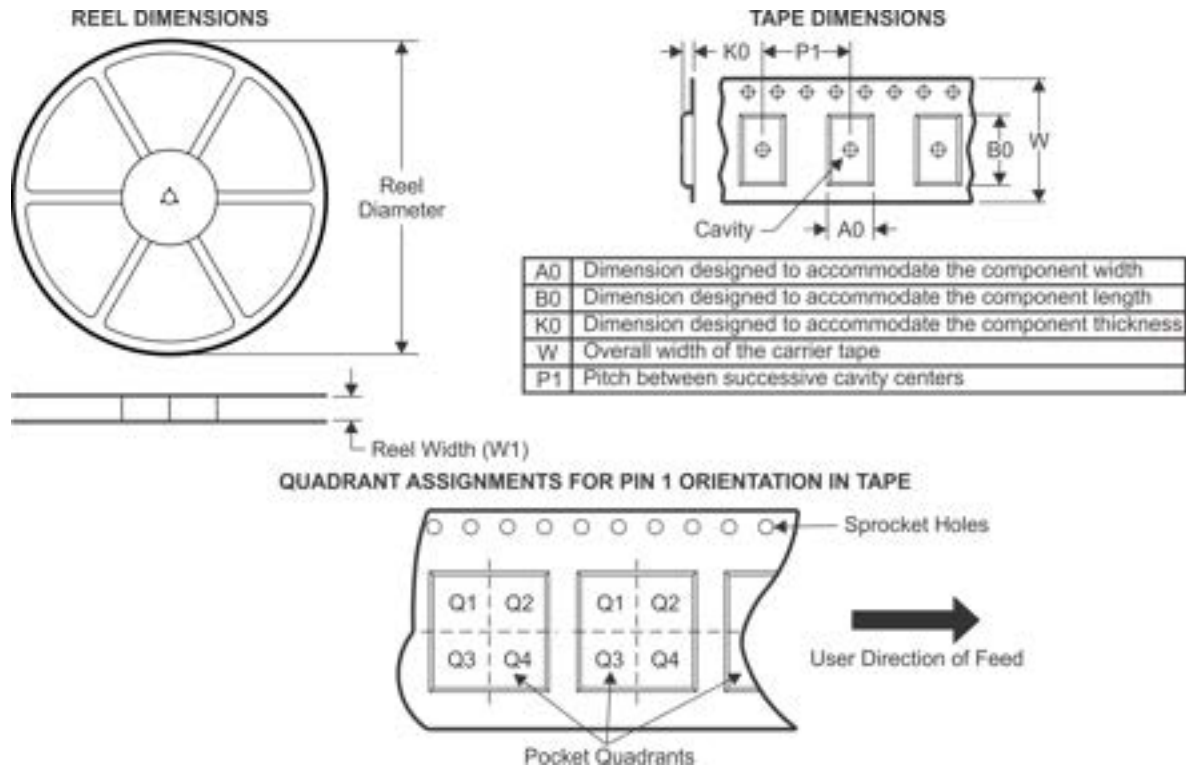 REEL DIMENSIONS
Reel
Diameter
Reel Width (W1)
TAPE DIMENSIONS
K0
P1
B0
W
Cavity
A0
A0 Dimension designed to accommodate the component width
B0 Dimension designed to accommodate the component length
K0 Dimension designed to accommodate the component thickness
W Overall width of the carrier tape
P1 Pitch between successive cavity centers
QUADRANT ASSIGNMENTS FOR PIN 1 ORIENTATION IN TAPE
Sprocket Holes
Q1 Q2 Q1 Q2
Q3 Q4 Q3 Q4
User Direction of Feed
Pocket Quadrants